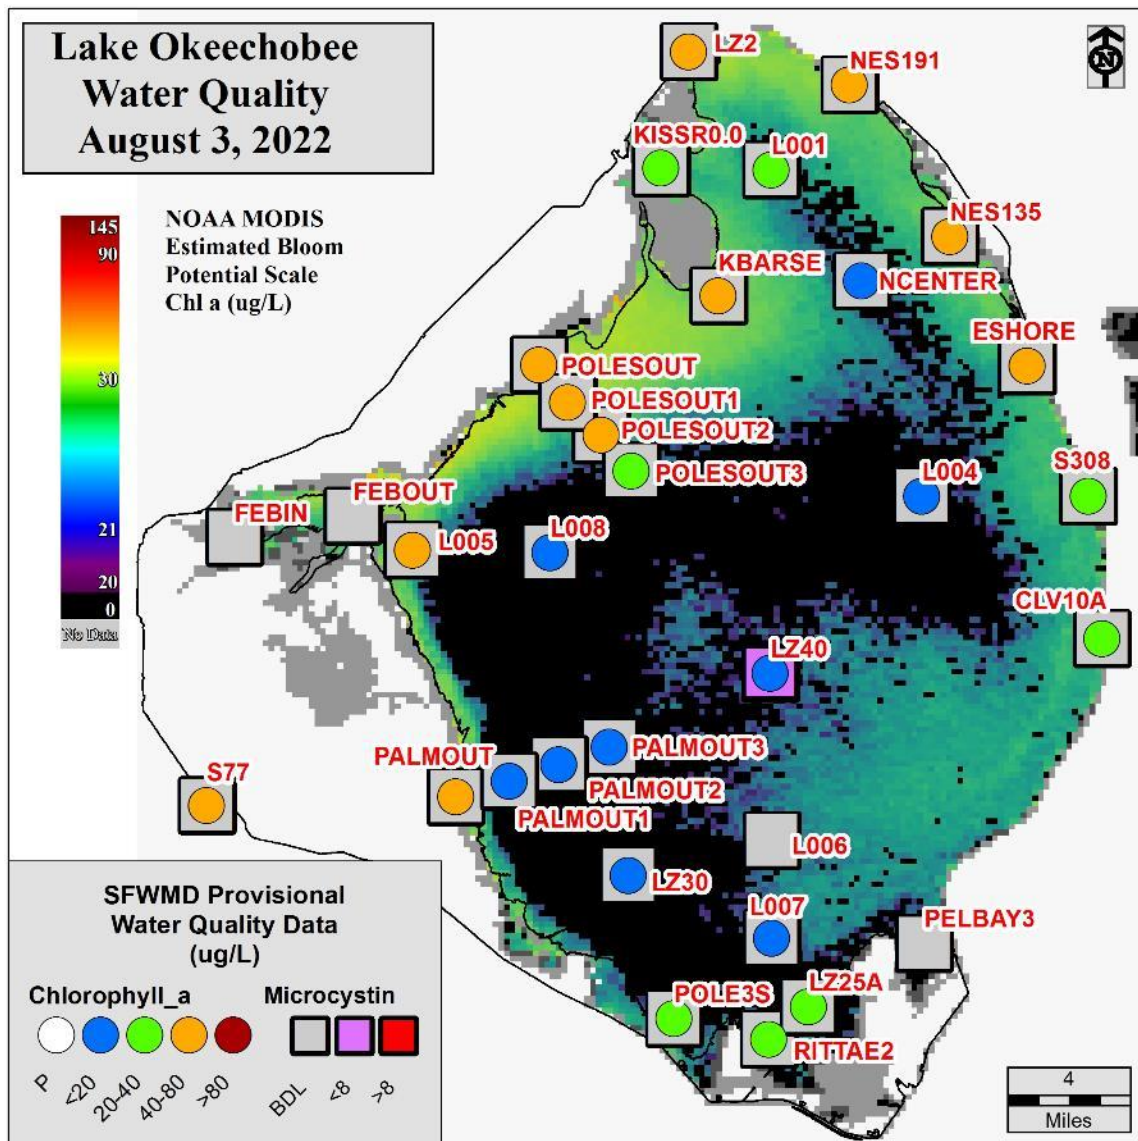 Lake Okeechobee
Water Quality
August 3, 2022
N
LZ2
NES191
KISSR0.0
L001
NOAA MODIS
Estimated Bloom
Potential Scale
Chl a (ug/L)
145
90
30
21
20
0
No Data
NES135
KBARSE
NCENTER
ESHORE
POLESOUT
POLESOUT1
POLESOUT2
POLESOUT3
L004
S308
FEBOUT
FEBIN
L005
L008
CLV10A
LZ40
PALMOUT
PALMOUT3
S77
PALMOUT2
PALMOUT1
L006
LZ30
L007
PELBAY3
POLE3S
LZ25A
RITTAE2
SFWMD Provisional
Water Quality Data
(ug/L)
Chlorophyll_a Microcystin
P <20 20-40 40-80 >80 BDL <8 >8
4
Miles